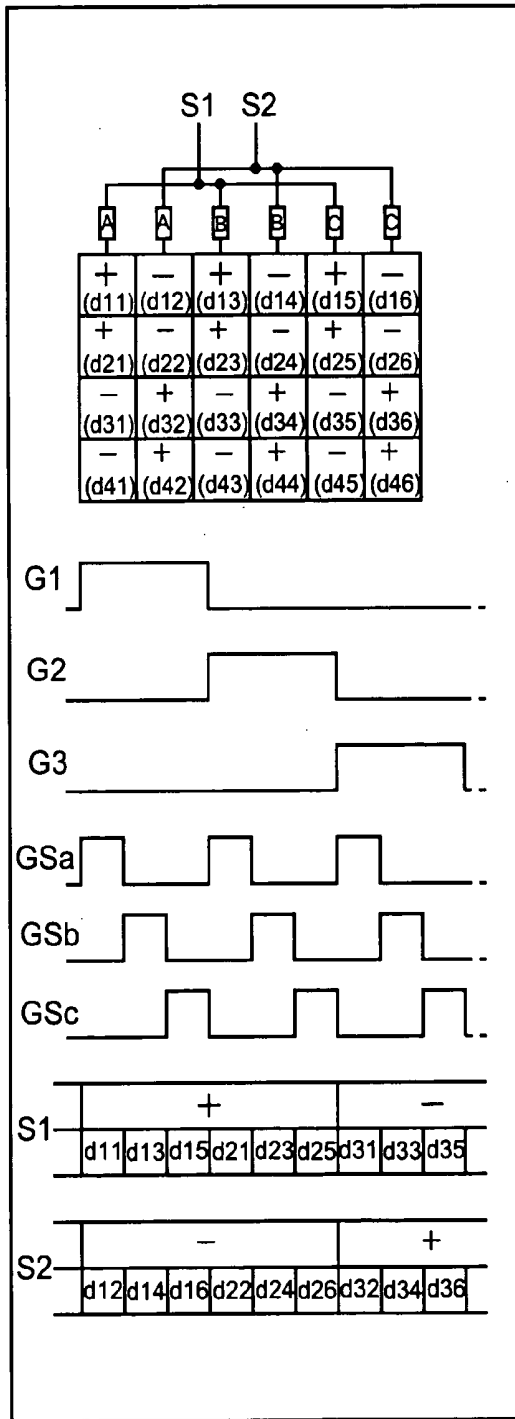 S1 S2
A A B B C C
+ − + − + −
(d11) (d12) (d13) (d14) (d15) (d16)
+ − + − + −
(d21) (d22) (d23) (d24) (d25) (d26)
− + − + − +
(d31) (d32) (d33) (d34) (d35) (d36)
− + − + − +
(d41) (d42) (d43) (d44) (d45) (d46)
G1
G2
G3
GSa
GSb
GSc
+ −
S1
d11 d13 d15 d21 d23 d25 d31 d33 d35
− +
S2
d12 d14 d16 d22 d24 d26 d32 d34 d36